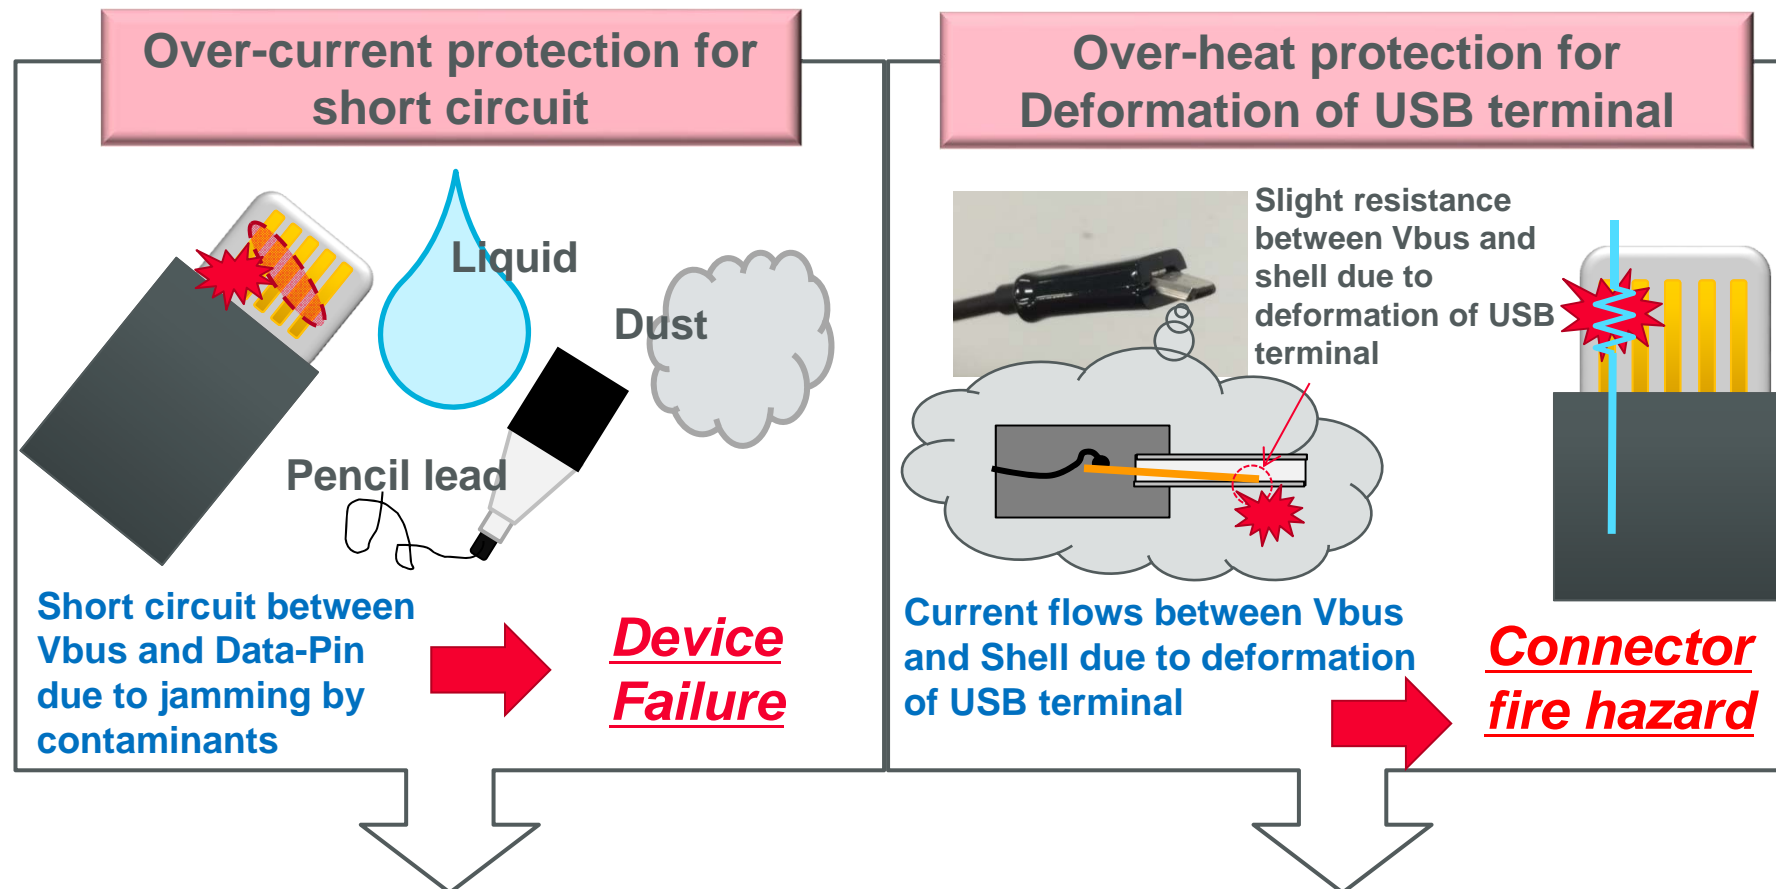 Over-current protection for
short circuit
Liquid
Dust
Pencil lead
Short circuit between
Vbus and Data-Pin
due to jamming by
contaminants
Device
Failure
Over-heat protection for
Deformation of USB terminal
Slight resistance
between Vbus and
shell due to
deformation of USB
terminal
Current flows between Vbus
and Shell due to deformation
of USB terminal
Connector
fire hazard